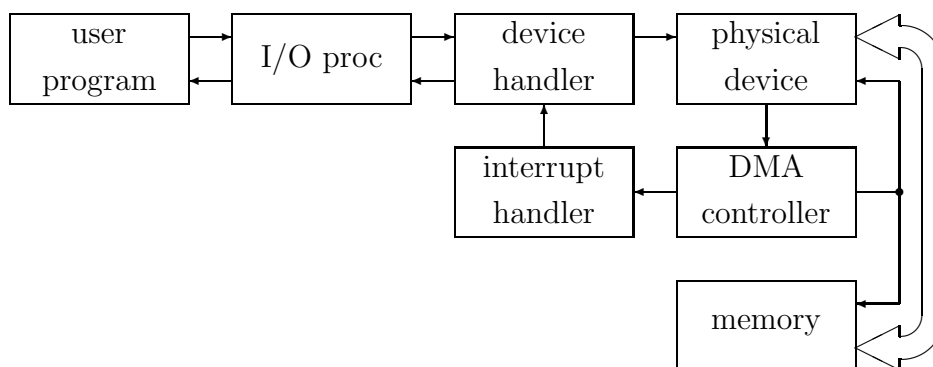 user
program
I/O proc
device
handler
physical
device
interrupt
handler
DMA
controller
memory